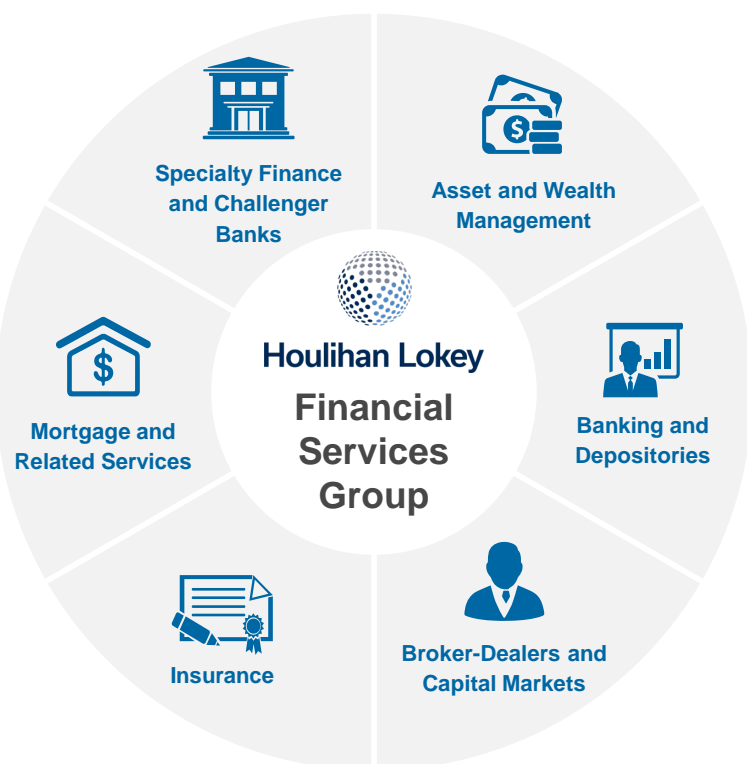 Specialty Finance
and Challenger
Banks
Asset and Wealth
Management
Houlihan Lokey
Financial
Services
Group
Mortgage and
Related Services
Banking and
Depositories
Insurance
Broker-Dealers and
Capital Markets
$
$